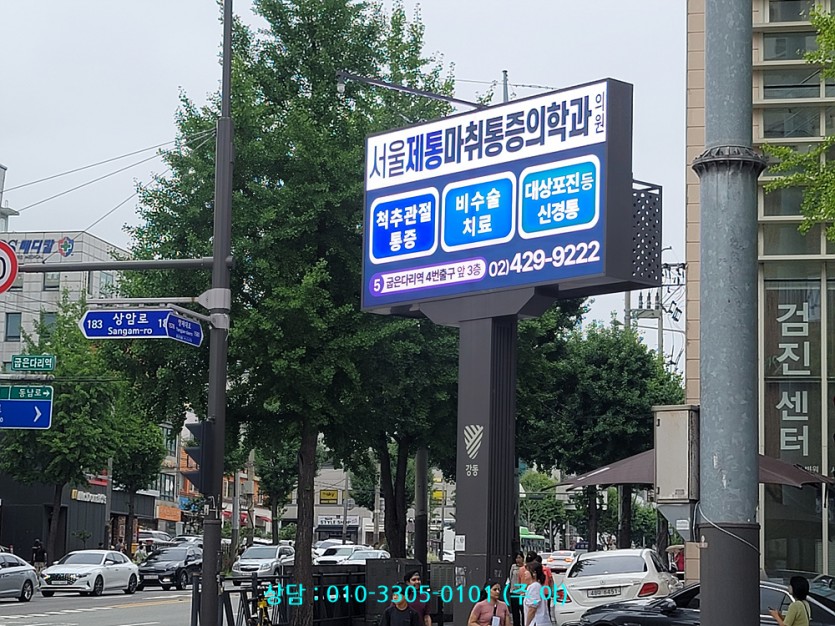 서울제통마취통증의학과의원
척추관절
통증
비수술
치료
대상포진등
신경통
5 굽은다리역 4번출구 앞 3층
02)429-9222
강동
183 상암로
Sangam-ro
굽은다리역
동남로
검진센터
상담 : 010-3305-0101 (주.야)